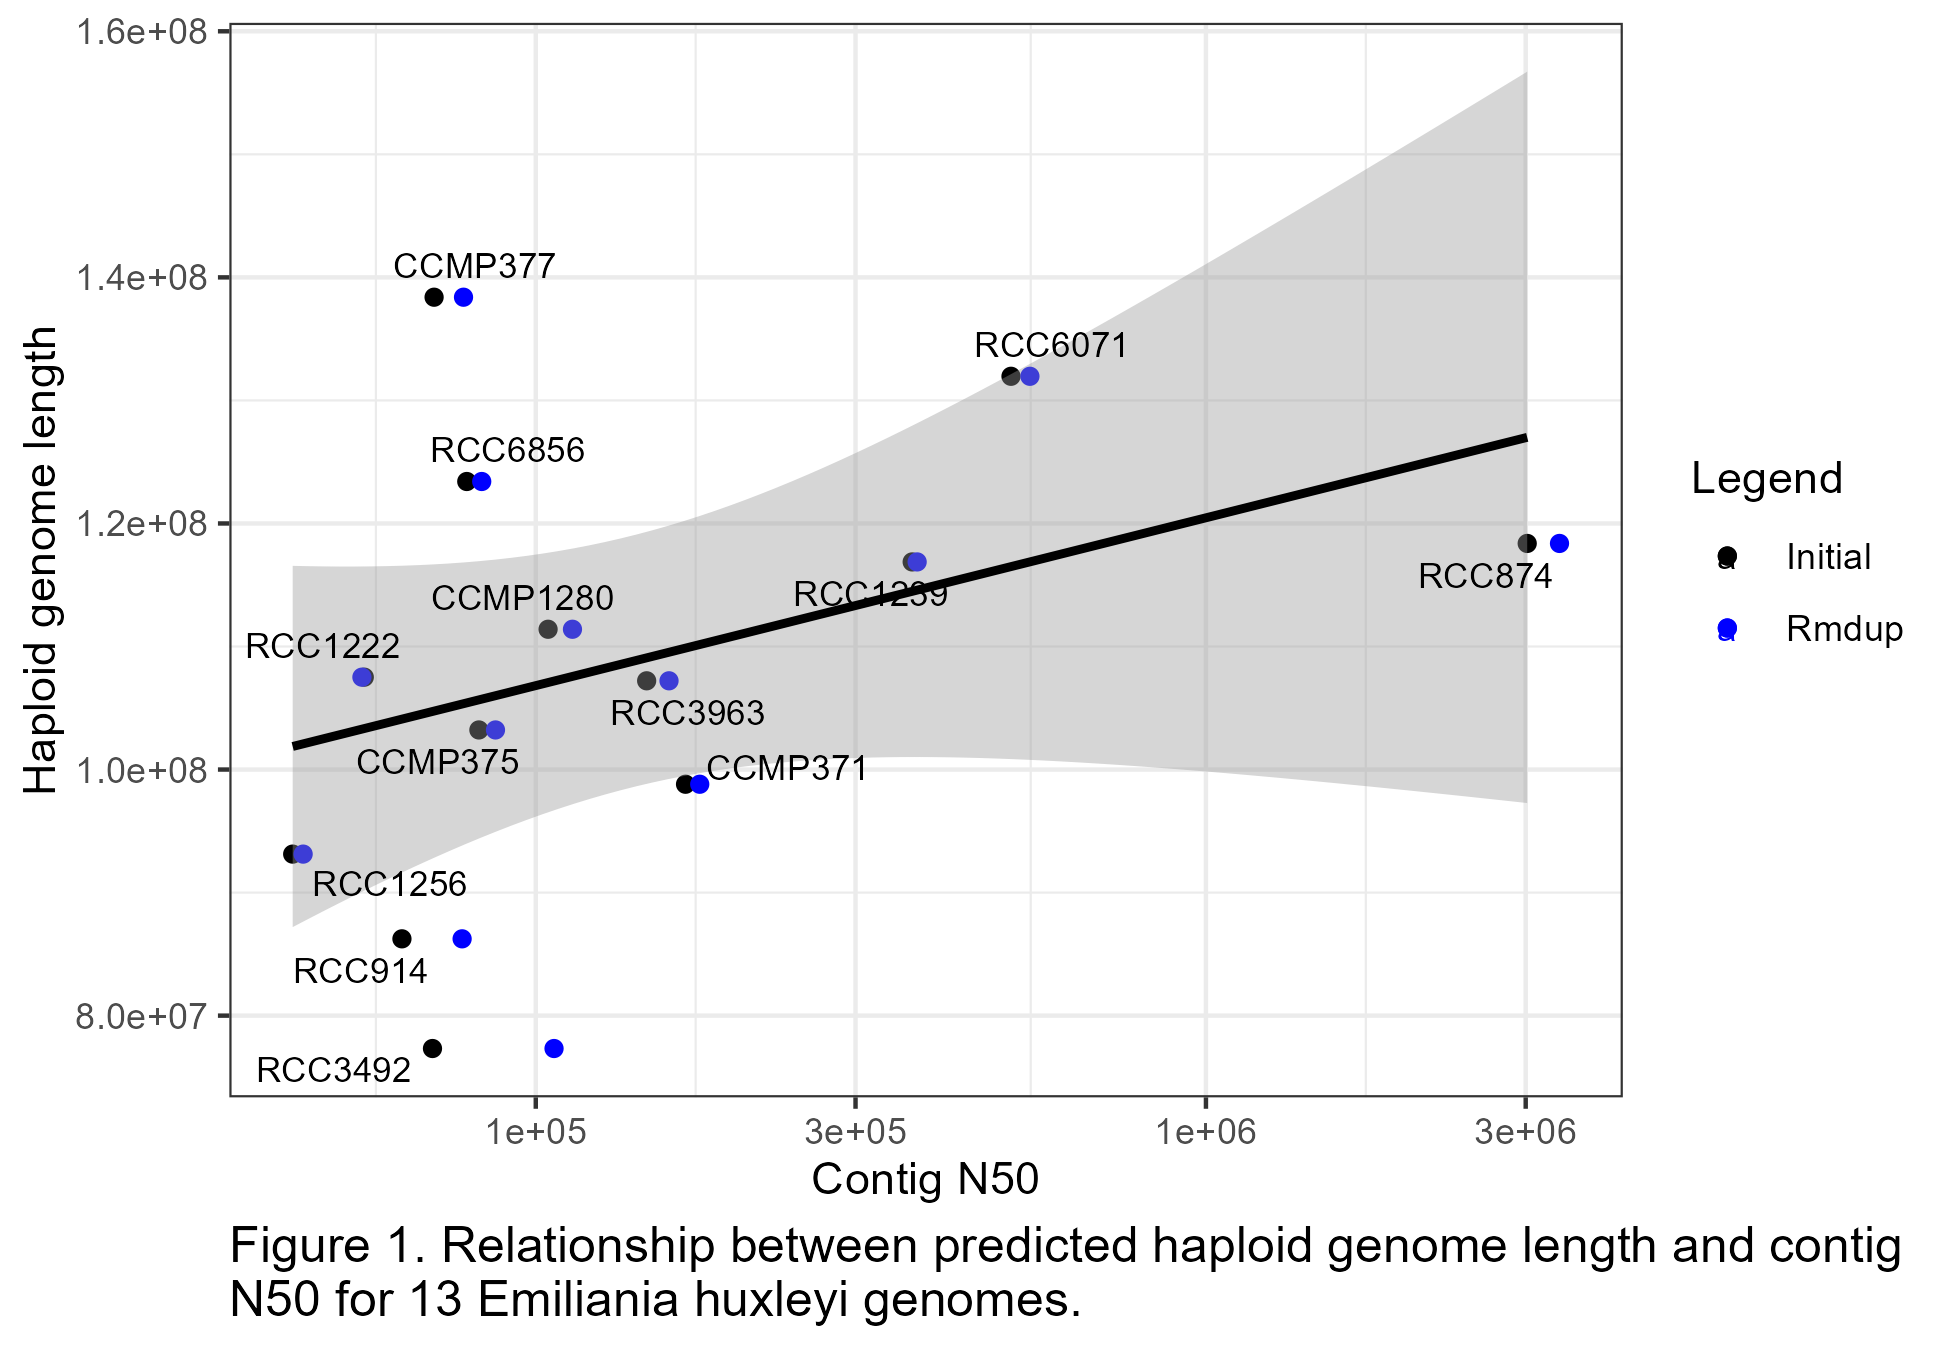 1.6e+08
1.4e+08
1.2e+08
1.0e+08
8.0e+07
Haploid genome length
CCMP377
RCC6071
RCC6856
RCC874
RCC1239
CCMP1280
RCC1222
RCC3963
CCMP375
CCMP371
RCC1256
RCC914
RCC3492
1e+05
3e+05
1e+06
3e+06
Contig N50
Legend
Initial
Rmdup
Figure 1. Relationship between predicted haploid genome length and contig
N50 for 13 Emiliania huxleyi genomes.